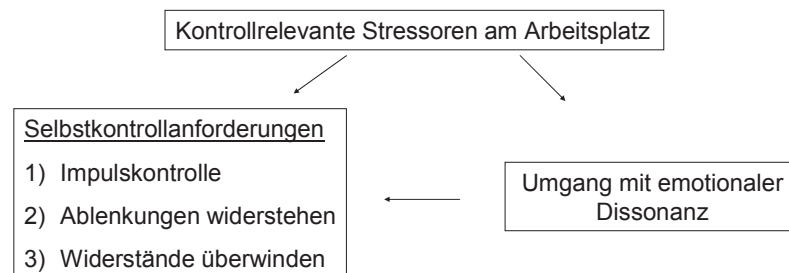 Kontrollrelevante Stressoren am Arbeitsplatz
Selbstkontrollanforderungen
1) Impulskontrolle
2) Ablenkungen widerstehen
3) Widerstände überwinden
Umgang mit emotionaler
Dissonanz